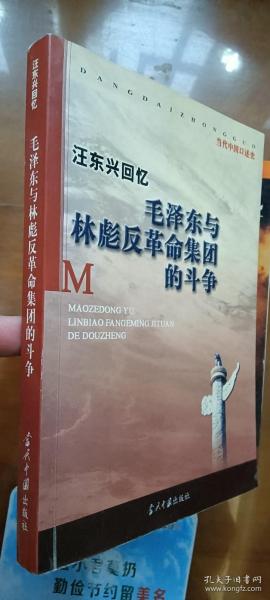 汪东兴回忆
毛泽东与林彪反革命集团的斗争
当代中国出版社
DANGDAIZHONGGUO
当代中国口述史
汪东兴回忆
毛泽东与
林彪反革命集团
的斗争
M
MAOZEDONG YU
LINBIAO FANGEMING JITUAN
DE DOUZHENG
当代中国出版社
勤俭节约留美名
孔夫子旧书网